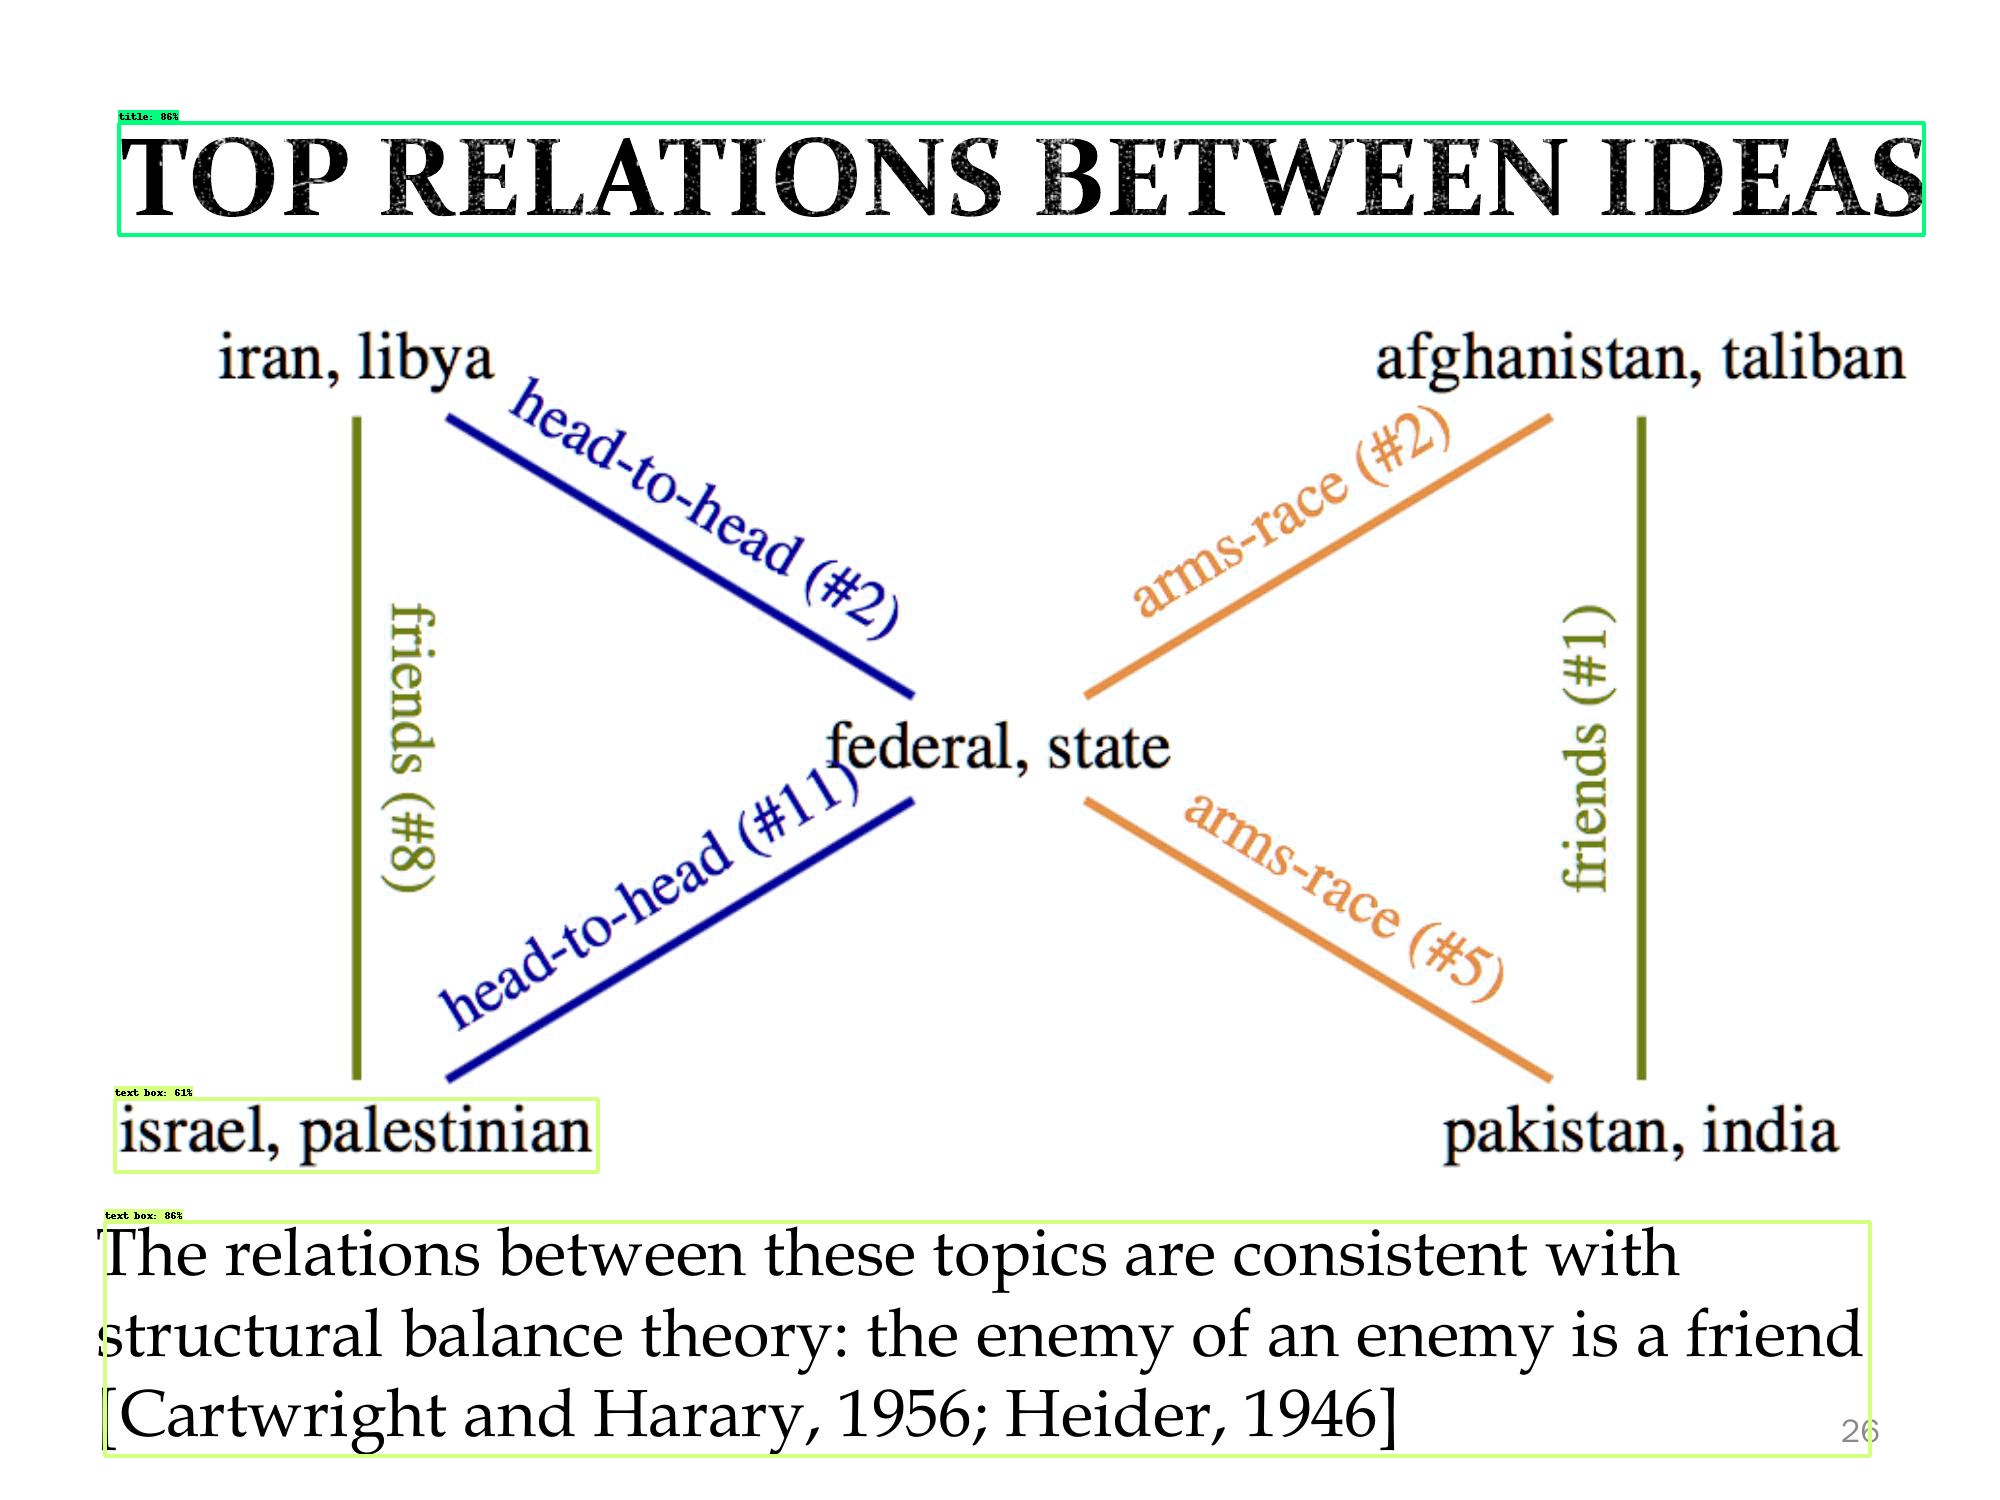 title: 86%
TOP RELATIONS BETWEEN IDEAS
iran, libya
afghanistan, taliban
head-to-head (#2)
arms-race (#2)
friends (#8)
friends (#1)
federal, state
head-to-head (#11)
arms-race (#5)
text box: 61%
israel, palestinian
pakistan, india
text box: 86%
The relations between these topics are consistent with
structural balance theory: the enemy of an enemy is a friend
[Cartwright and Harary, 1956; Heider, 1946]
26